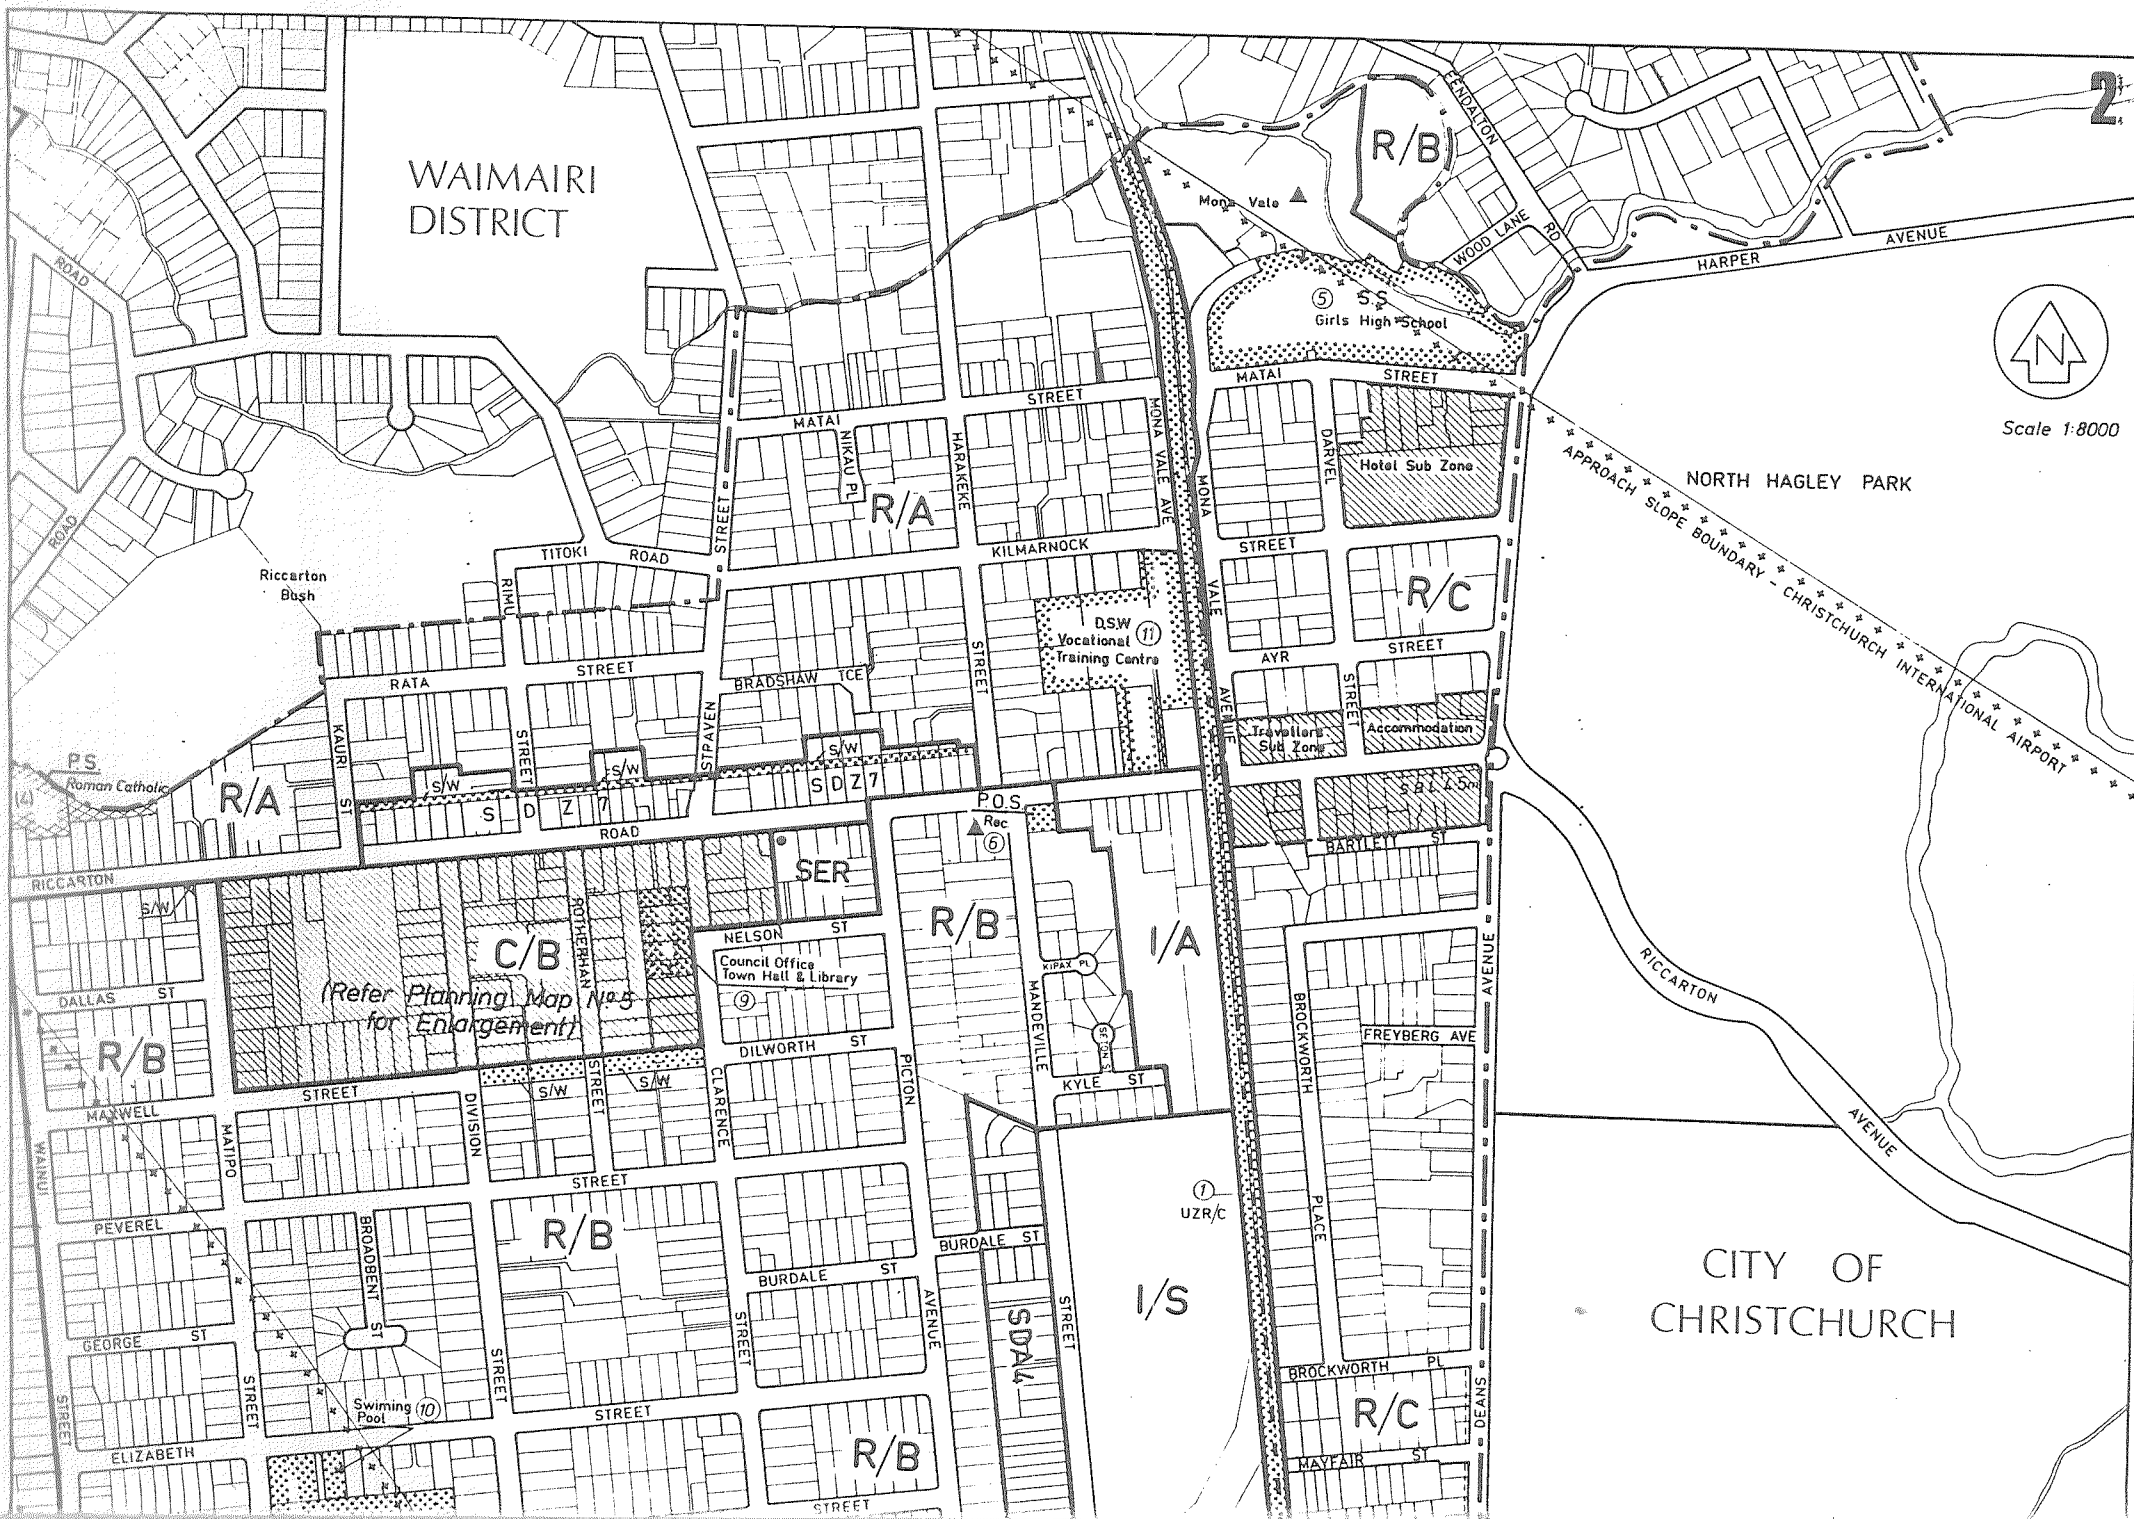 2
WAIMAIRI
DISTRICT
R/B
Mona Vale
WOOD LANE
RD
HARPER
AVENUE
ROAD
5 S.S
Girls High School
MATAI
STREET
N
Scale 1:8000
MATAI
STREET
NIKAU PL
HARAKEKE
MONA VALE AVE
MONA
DARVEL
Hotel Sub Zone
APPROACH SLOPE BOUNDARY - CHRISTCHURCH INTERNATIONAL AIRPORT
NORTH HAGLEY PARK
R/A
STREET
ROAD
TITOKI ROAD
KILMARNOCK
STREET
RIMU
Riccarton
Bush
VALE
R/C
D.S.W
Vocational 11
Training Centre
AYR
STREET
STREET
RATA
STREET
BRADSHAW TCE
STREET
AVENUE
KAURI
ST
STREET
Travellers
Sub Zone
Accommodation
P.S.
Roman Catholic
(4)
R/A
S/W
S/W
S/W
S D Z 7
S D Z 7
ROAD
RICCARTON
P.O.S.
Rec
6
BARTLETT ST
SER
S/W
C/B
(Refer Planning Map Nº 5
for Enlargement)
NELSON ST
Council Office
Town Hall & Library
9
R/B
I/A
KIPAX PL
SEFTON S
MANDEVILLE
KYLE ST
BROCKWORTH
PLACE
FREYBERG AVE
AVENUE
RICCARTON
AVENUE
DALLAS ST
R/B
MAXWELL
STREET
DILWORTH ST
S/W
S/W
STREET
CLARENCE
PICTON
DIVISION
MATIPO
WAINUI
STREET
PEVEREL
BROADBENT
ST
R/B
BURDALE ST
BURDALE ST
1
UZR/C
I/S
CITY OF
CHRISTCHURCH
GEORGE ST
STREET
STREET
STREET
STREET
AVENUE
SDA4
STREET
BROCKWORTH PL
DEANS
R/C
MAYFAIR ST
Swiming
Pool 10
ELIZABETH
STREET
R/B
STREET